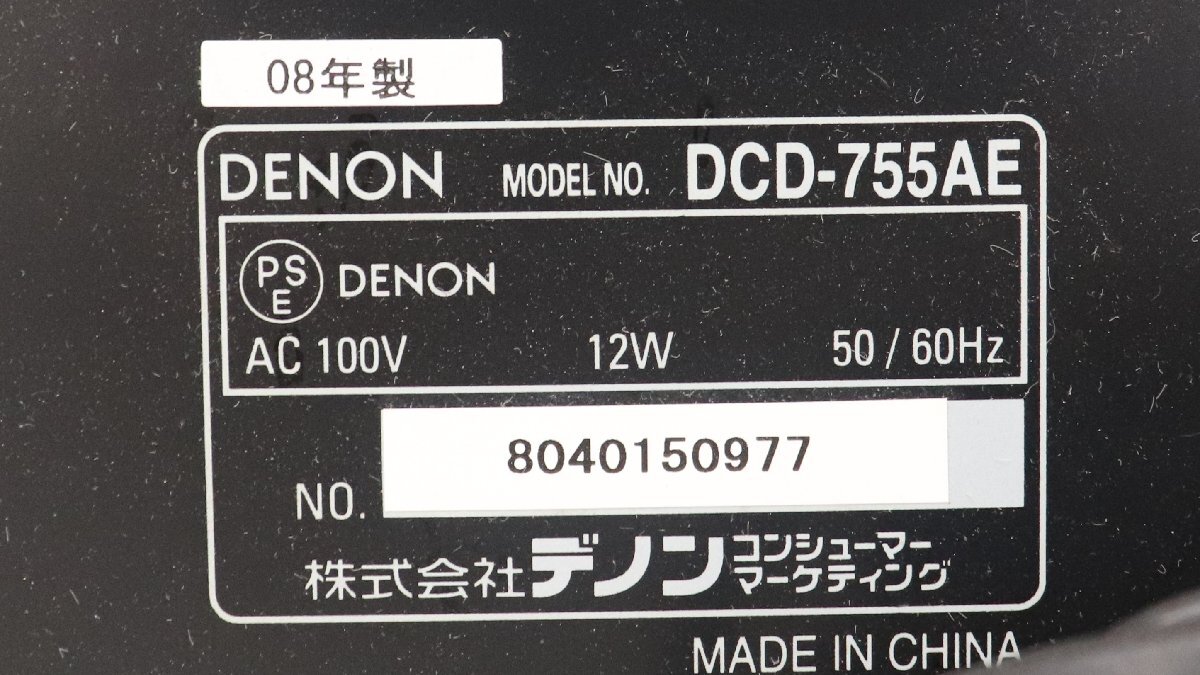 08年製
DENON MODEL NO. DCD-755AE
PSE DENON
AC 100V 12W 50 / 60Hz
NO. 8040150977
株式会社デノン コンシューマー
マーケティング
MADE IN CHINA